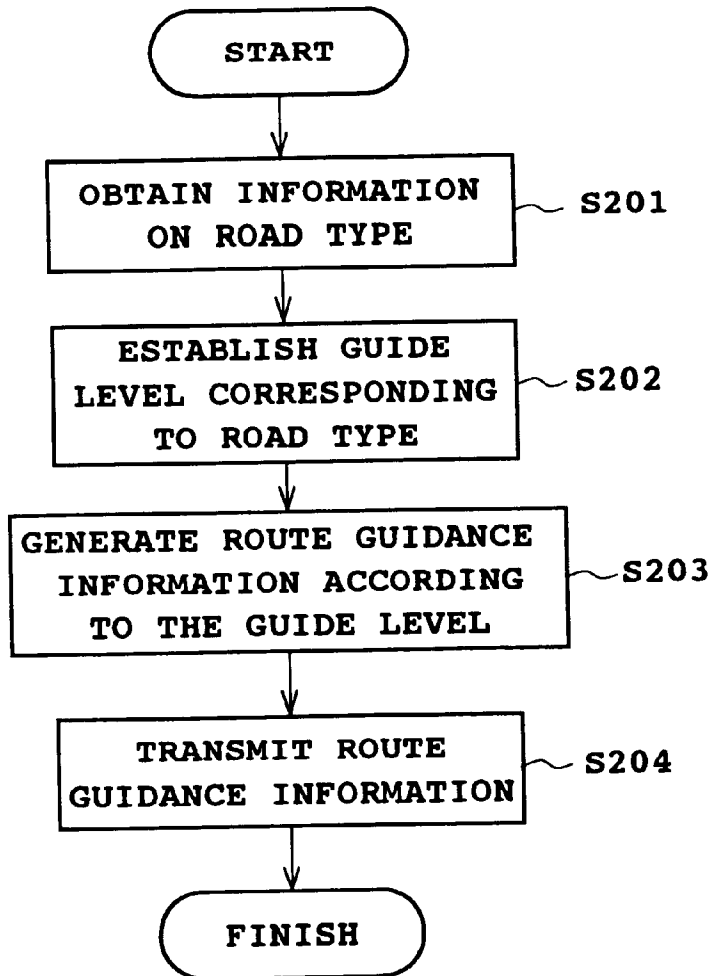 START
OBTAIN INFORMATION
ON ROAD TYPE
S201
ESTABLISH GUIDE
LEVEL CORRESPONDING
TO ROAD TYPE
S202
GENERATE ROUTE GUIDANCE
INFORMATION ACCORDING
TO THE GUIDE LEVEL
S203
TRANSMIT ROUTE
GUIDANCE INFORMATION
S204
FINISH